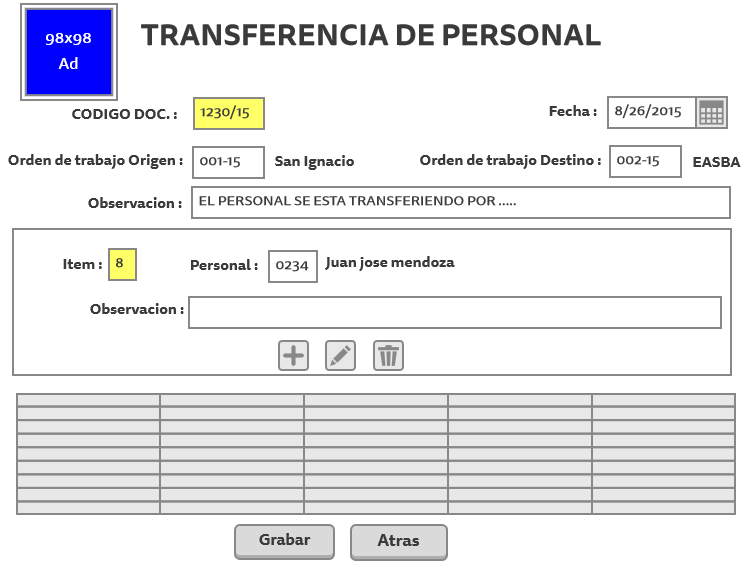 98x98
Ad
TRANSFERENCIA DE PERSONAL
CODIGO DOC. : 1230/15 Fecha : 8/26/2015
Orden de trabajo Origen : 001-15 San Ignacio Orden de trabajo Destino : 002-15 EASBA
Observacion : EL PERSONAL SE ESTA TRANSFERIENDO POR .....
Item : 8 Personal : 0234 Juan jose mendoza
Observacion :
Grabar Atras